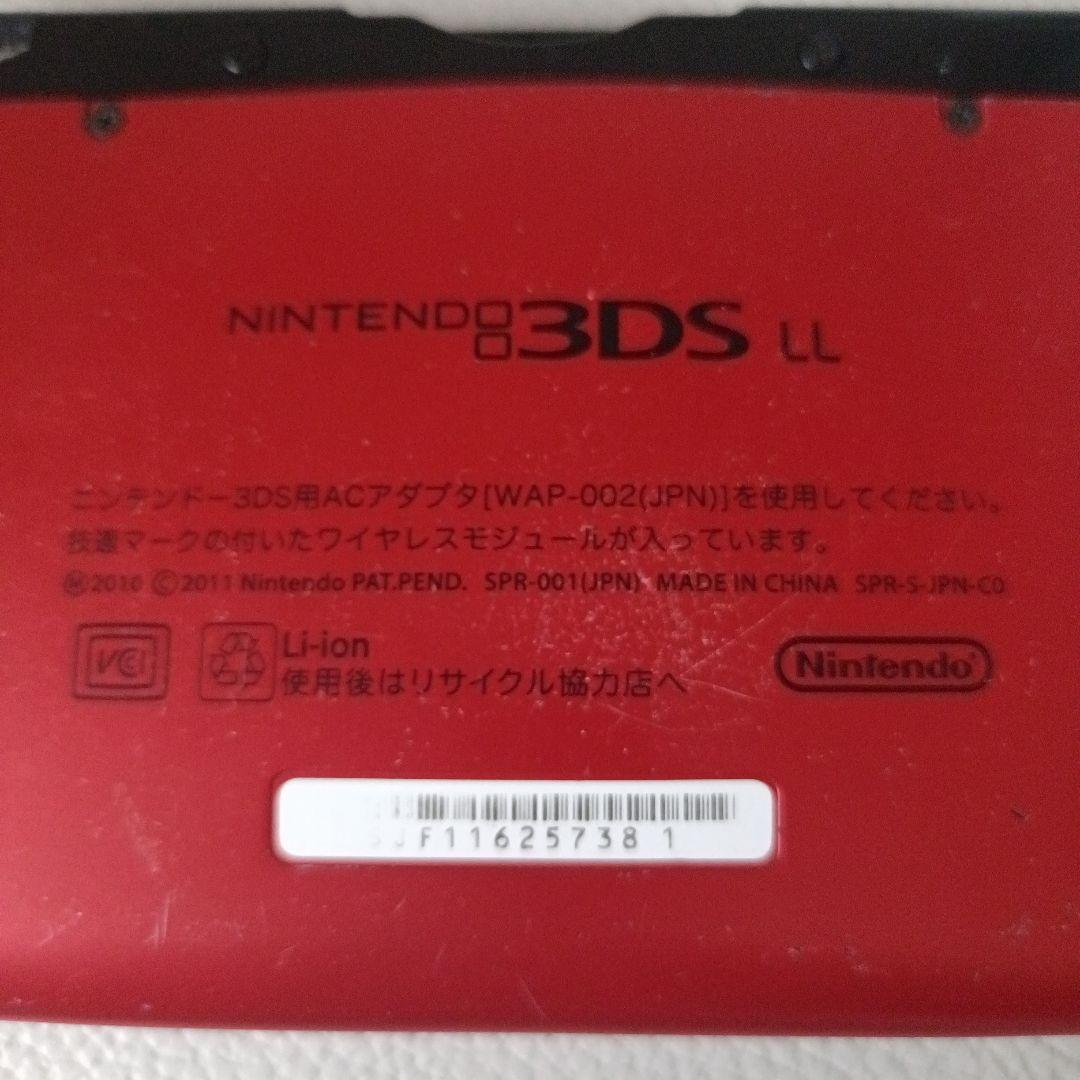 NINTENDO 3DS LL
ニンテンドー3DS用ACアダプタ[WAP-002(JPN)]を使用してください。
技適マークの付いたワイヤレスモジュールが入っています。
Ⓜ2010 Ⓒ2011 Nintendo PAT.PEND. SPR-001(JPN) MADE IN CHINA SPR-S-JPN-C0
VCI
Li-ion
使用後はリサイクル協力店へ
Nintendo
SJF11625738 1